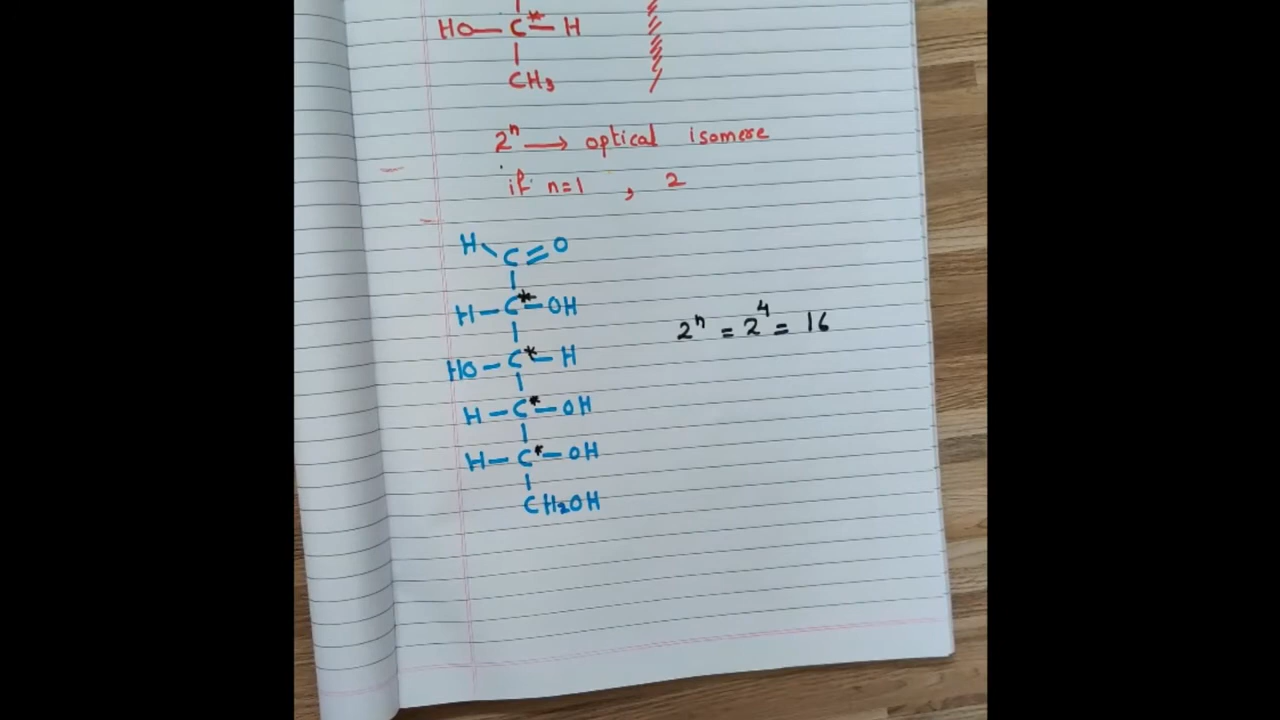 HO—C*—H
|
CH₃
2ⁿ → optical isomere
if n=1 , 2
H\C=O
|
H—C*—OH
|
HO—C*—H
|
H—C*—OH
|
H—C*—OH
|
CH₂OH
2ⁿ = 2⁴ = 16